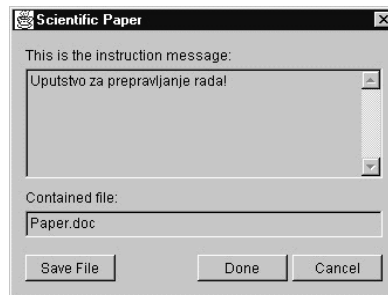 Scientific Paper
This is the instruction message:
Uputstvo za prepravljanje rada!
Contained file:
Paper.doc
Save File Done Cancel